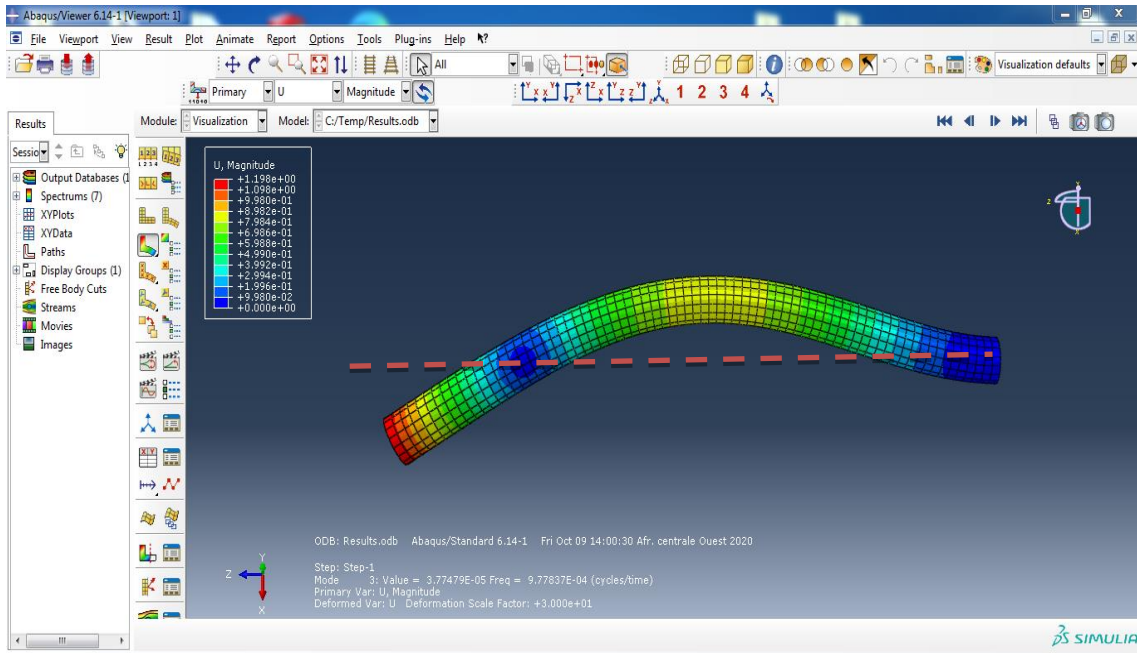 Abaqus/Viewer 6.14-1 [Viewport: 1]
File Viewport View Result Plot Animate Report Options Tools Plug-ins Help
All
Visualization defaults
Primary U Magnitude
1 2 3 4
Results
Module: Visualization Model: C:/Temp/Results.odb
Sessio
Output Databases (1
Spectrums (7)
XYPlots
XYData
Paths
Display Groups (1)
Free Body Cuts
Streams
Movies
Images
U, Magnitude
+1.198e+00
+1.098e+00
+9.980e-01
+8.982e-01
+7.984e-01
+6.986e-01
+5.988e-01
+4.990e-01
+3.992e-01
+2.994e-01
+1.996e-01
+9.980e-02
+0.000e+00
ODB: Results.odb Abaqus/Standard 6.14-1 Fri Oct 09 14:00:30 Afr. centrale Ouest 2020
Step: Step-1
Mode 3: Value = 3.77479E-05 Freq = 9.77837E-04 (cycles/time)
Primary Var: U, Magnitude
Deformed Var: U Deformation Scale Factor: +3.000e+01
Y
Z
X
SIMULIA